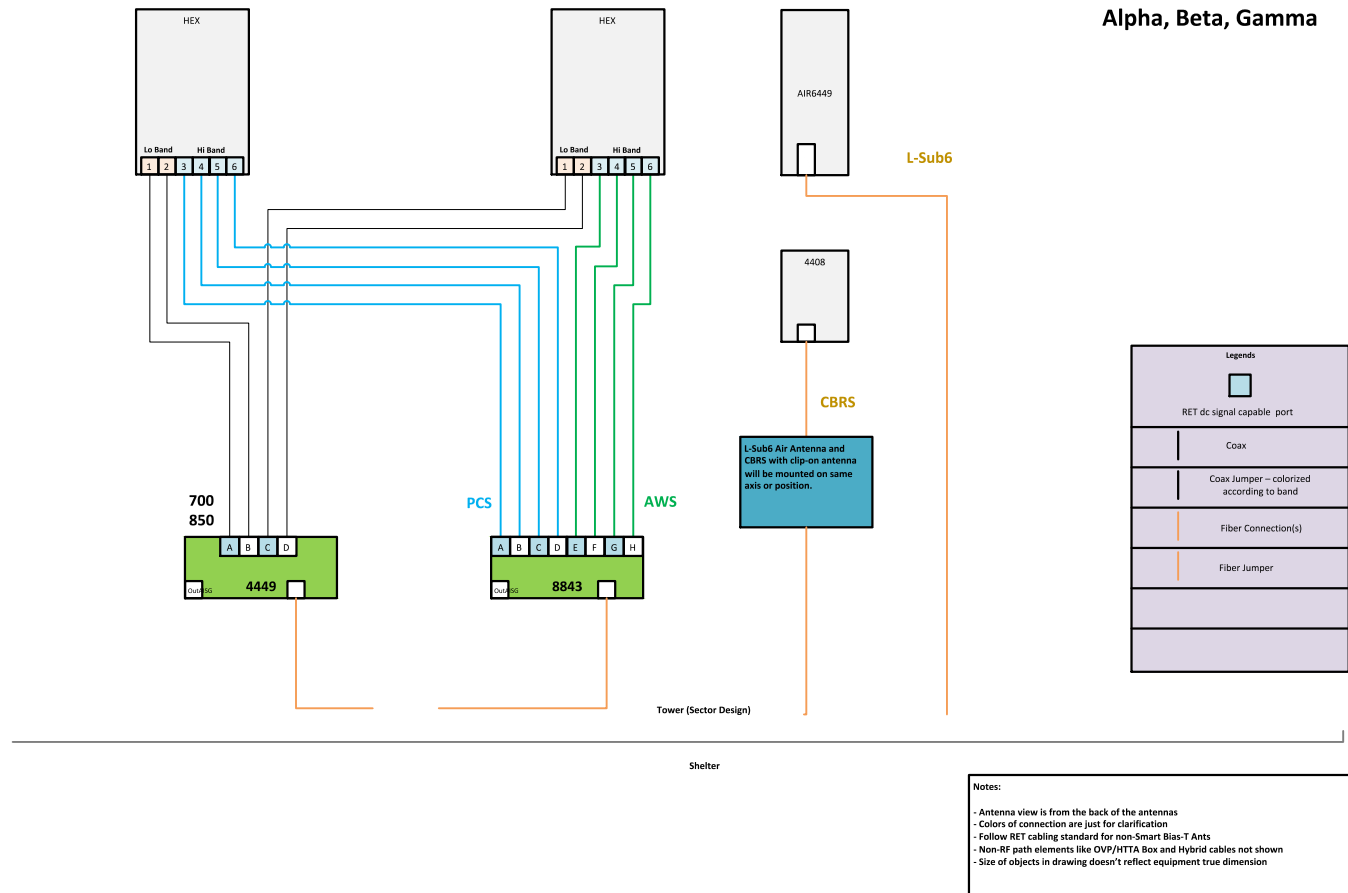 Alpha, Beta, Gamma
HEX
HEX
AIR6449
Lo Band Hi Band
1 2 3 4 5 6
Lo Band Hi Band
1 2 3 4 5 6
L-Sub6
4408
CBRS
L-Sub6 Air Antenna and
CBRS with clip-on antenna
will be mounted on same
axis or position.
700
850
PCS
AWS
A B C D
OutAISG
4449
A B C D E F G H
OutAISG
8843
Legends
RET dc signal capable port
Coax
Coax Jumper – colorized
according to band
Fiber Connection(s)
Fiber Jumper
Tower (Sector Design)
Shelter
Notes:
- Antenna view is from the back of the antennas
- Colors of connection are just for clarification
- Follow RET cabling standard for non-Smart Bias-T Ants
- Non-RF path elements like OVP/HTTA Box and Hybrid cables not shown
- Size of objects in drawing doesn't reflect equipment true dimension